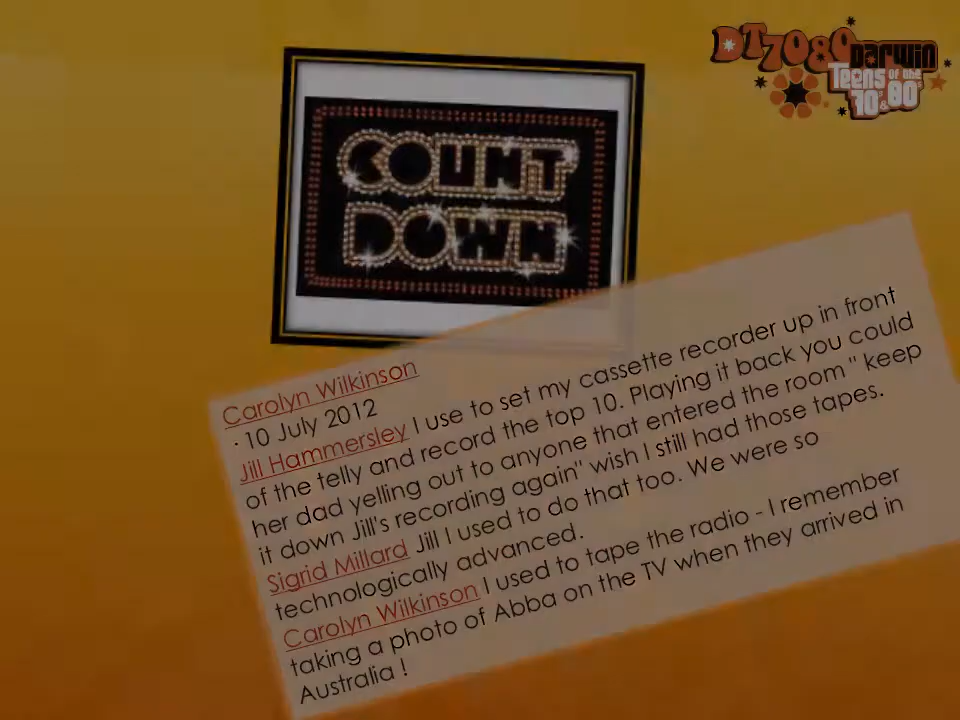 DT7080 Darwin
Teens of the
70's & 80's
COUNT
DOWN
Carolyn Wilkinson
· 10 July 2012
Jill Hammersley I use to set my cassette recorder up in front
of the telly and record the top 10. Playing it back you could
her dad yelling out to anyone that entered the room " keep
it down Jill's recording again" wish I still had those tapes.
Sigrid Millard Jill I used to do that too. We were so
technologically advanced.
Carolyn Wilkinson I used to tape the radio - I remember
taking a photo of Abba on the TV when they arrived in
Australia !